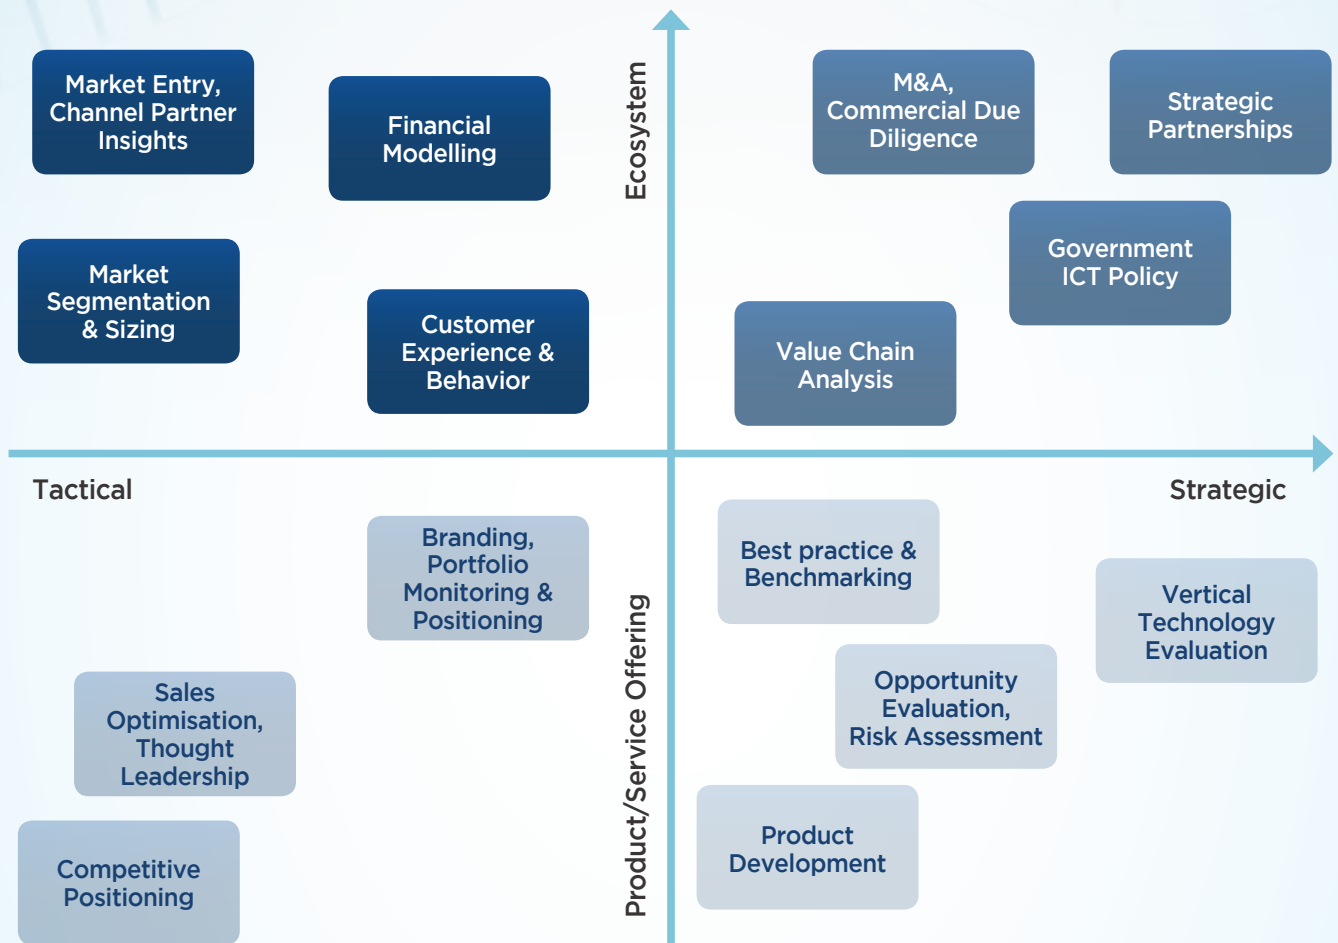 Market Entry,
Channel Partner
Insights
Financial
Modelling
Ecosystem
M&A,
Commercial Due
Diligence
Strategic
Partnerships
Government
ICT Policy
Market
Segmentation
& Sizing
Customer
Experience &
Behavior
Value Chain
Analysis
Tactical
Strategic
Branding,
Portfolio
Monitoring &
Positioning
Best practice &
Benchmarking
Vertical
Technology
Evaluation
Product/Service Offering
Sales
Optimisation,
Thought
Leadership
Opportunity
Evaluation,
Risk Assessment
Competitive
Positioning
Product
Development